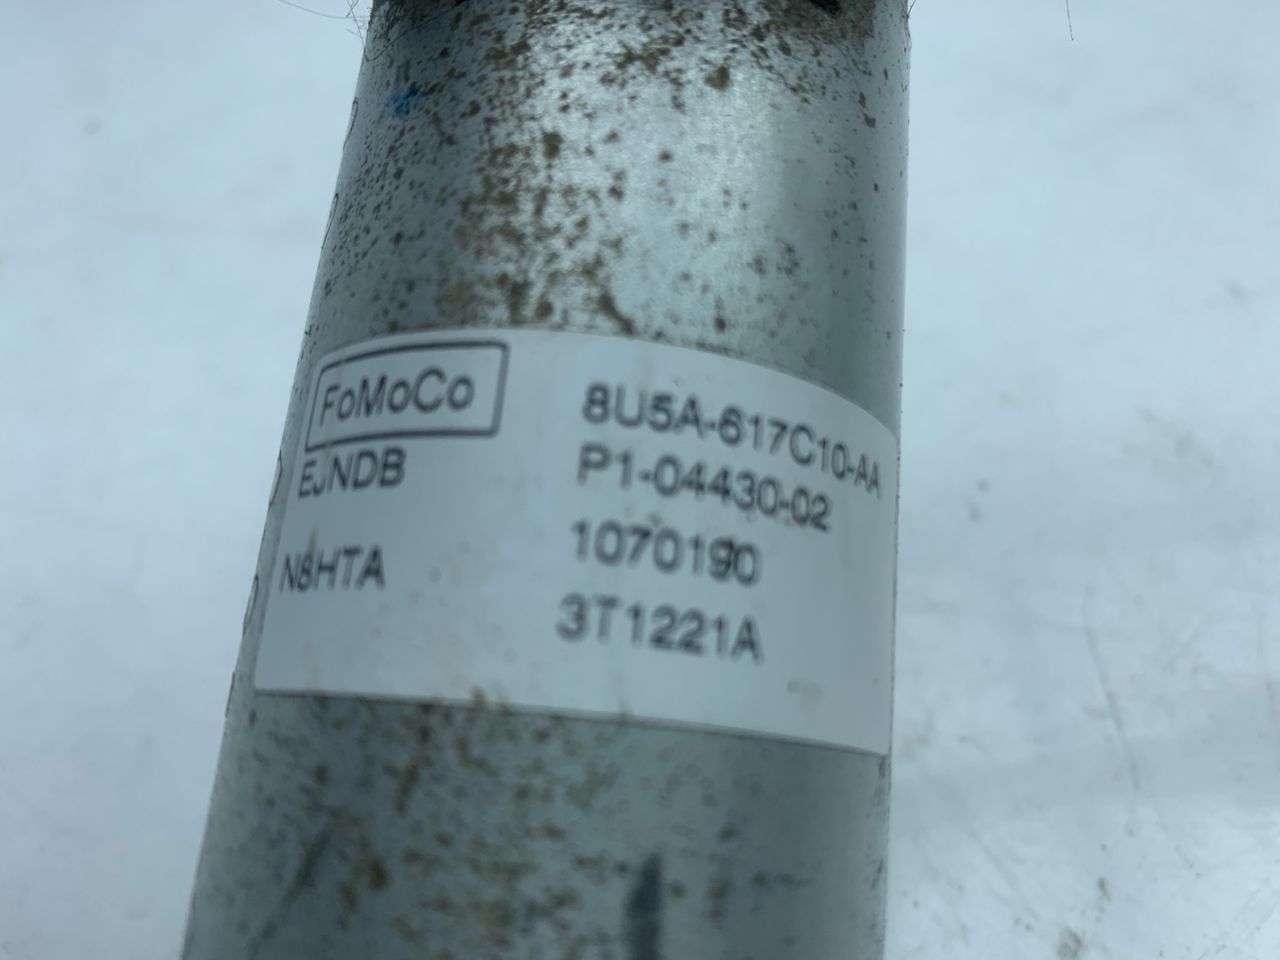 FoMoCo
8U5A-617C10-AA
EJNDB
P1-04430-02
1070190
N8HTA
3T1221A